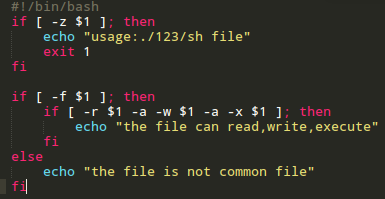 #!/bin/bash
if [ -z $1 ]; then
    echo "usage:./123/sh file"
    exit 1
fi

if [ -f $1 ]; then
    if [ -r $1 -a -w $1 -a -x $1 ]; then
        echo "the file can read,write,execute"
    fi
else
    echo "the file is not common file"
fi